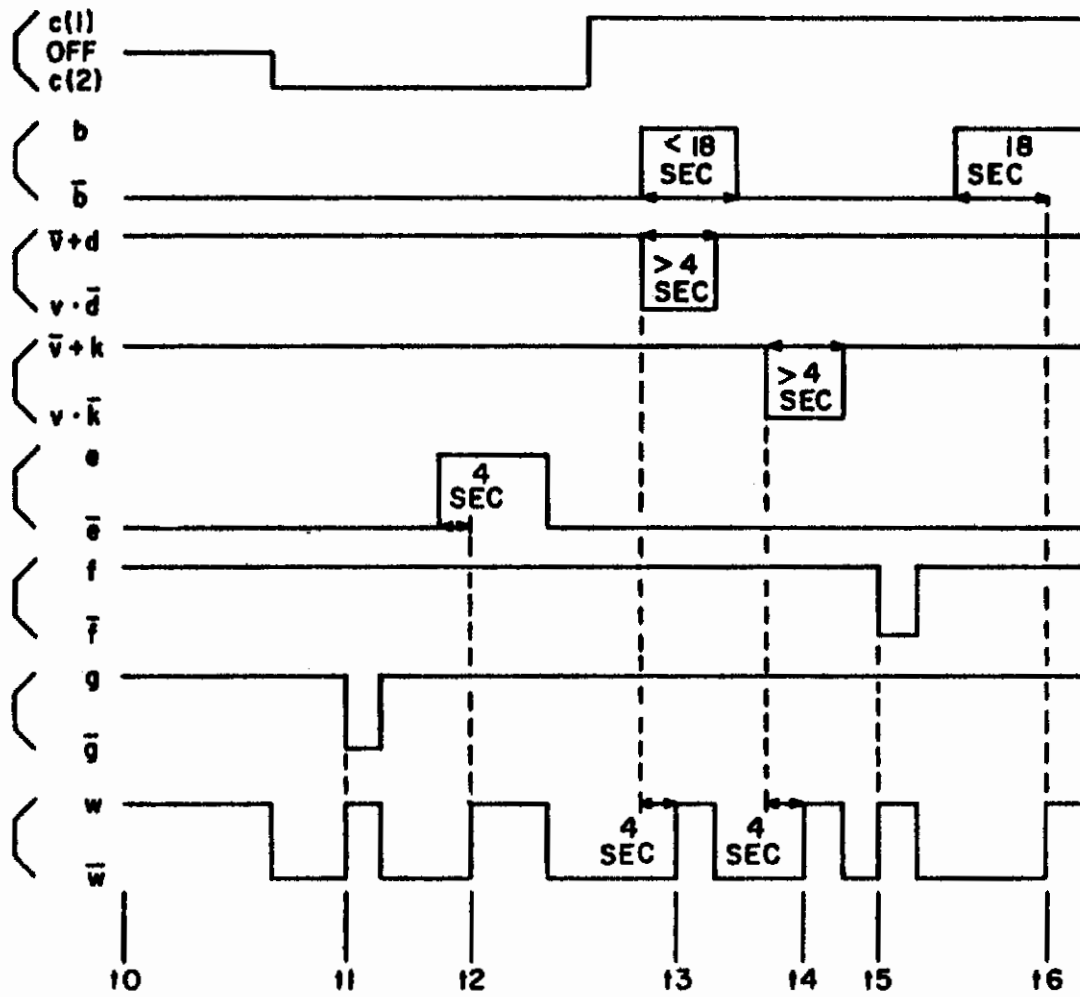 c(1)
OFF
c(2)
b
< 18
SEC
18
SEC
b̄
v̄+d
> 4
SEC
v·d̄
v̄+k
> 4
SEC
v·k̄
e
4
SEC
ē
f
f̄
g
ḡ
w
4
SEC
4
SEC
w̄
t0
t1
t2
t3
t4
t5
t6